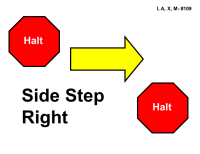 I, A, X, M- 8109
Halt
Halt
Side Step
Right